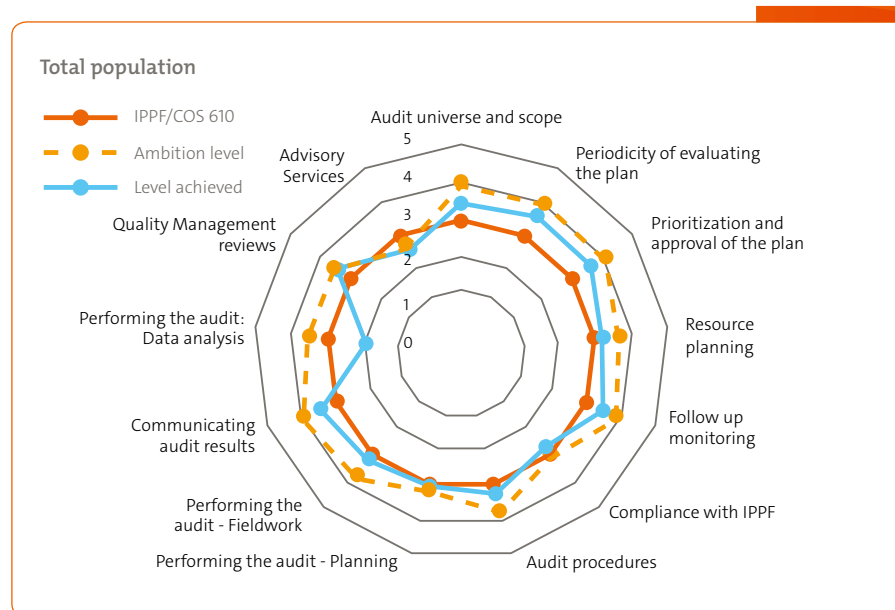 Total population
IPPF/COS 610
Ambition level
Level achieved
Audit universe and scope
Periodicity of evaluating
the plan
Prioritization and
approval of the plan
Resource
planning
Follow up
monitoring
Compliance with IPPF
Audit procedures
Performing the audit - Planning
Performing the
audit - Fieldwork
Communicating
audit results
Performing the audit:
Data analysis
Quality Management
reviews
Advisory
Services
5
4
3
2
1
0